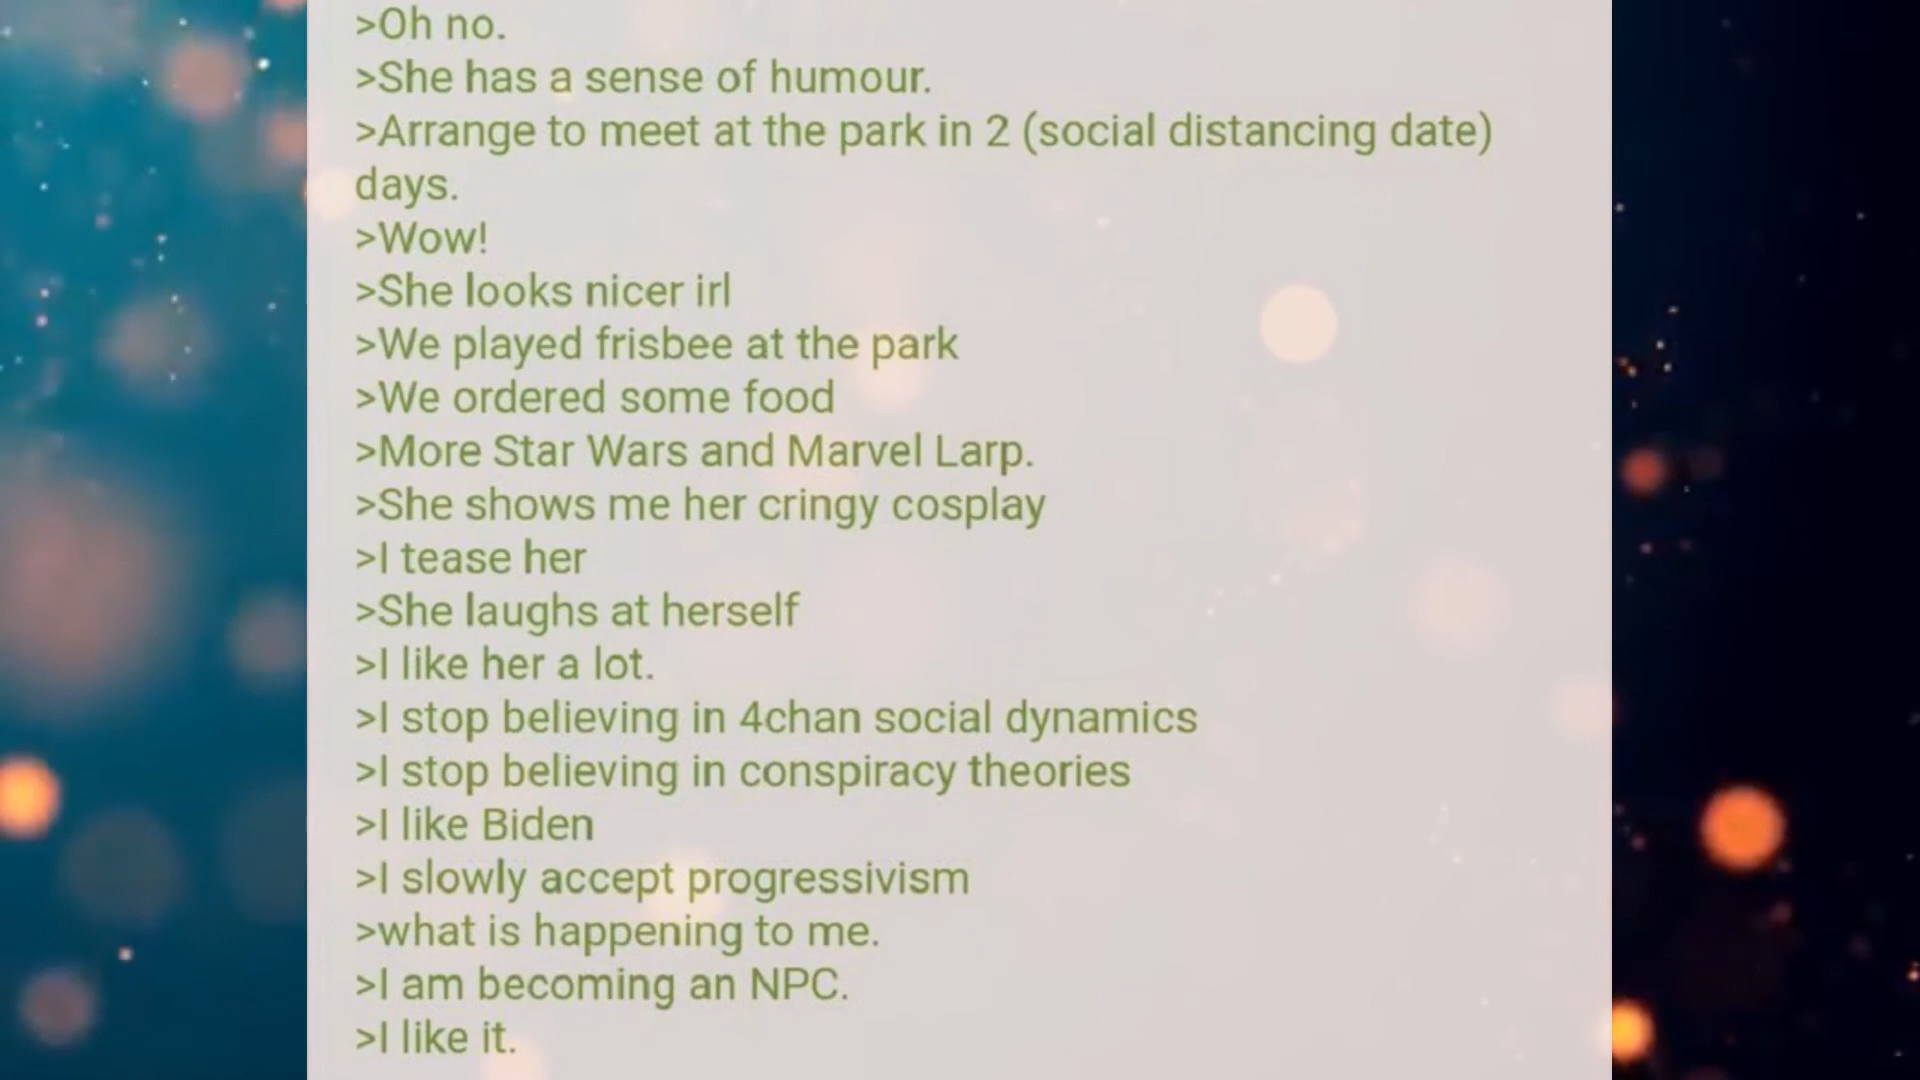 >Oh no.
>She has a sense of humour.
>Arrange to meet at the park in 2 (social distancing date)
days.
>Wow!
>She looks nicer irl
>We played frisbee at the park
>We ordered some food
>More Star Wars and Marvel Larp.
>She shows me her cringy cosplay
>I tease her
>She laughs at herself
>I like her a lot.
>I stop believing in 4chan social dynamics
>I stop believing in conspiracy theories
>I like Biden
>I slowly accept progressivism
>what is happening to me.
>I am becoming an NPC.
>I like it.